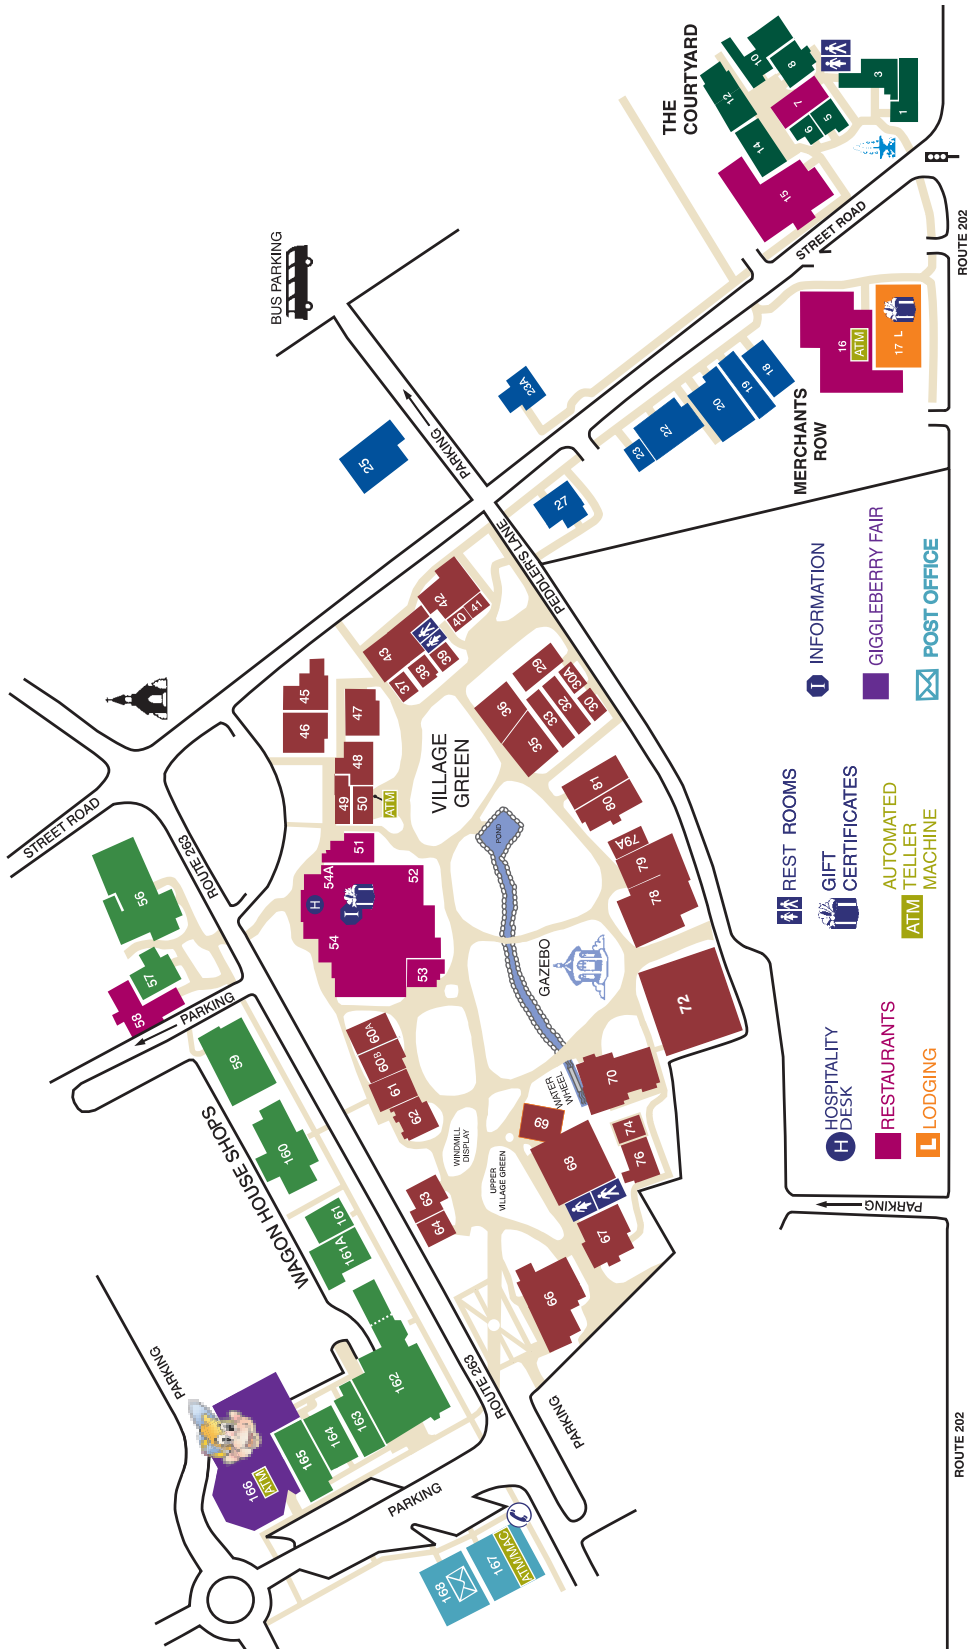 THE
COURTYARD
10
8
12
3
7
1
5
6
14
15
STREET ROAD
ROUTE 202
BUS PARKING
16
ATM
17 L
18
19
20
22
23
23A
MERCHANTS
ROW
25
PARKING
27
PEDDLER'S LANE
42
41
40
39
43
38
37
29
30A
30
32
33
36
35
45
46
47
48
49
50
ATM
VILLAGE
GREEN
51
54A
52
H
I
54
53
POND
81
80
79A
79
78
GAZEBO
72
STREET ROAD
ROUTE 263
56
57
58
PARKING
59
160
161
161A
WAGON HOUSE SHOPS
60A
60B
61
62
WINDMILL
DISPLAY
UPPER
VILLAGE GREEN
63
64
WATER
WHEEL
70
69
68
74
76
67
66
162
163
164
165
166
ATM
PARKING
ROUTE 263
PARKING
PARKING
167
ATM/MAC
168
I INFORMATION
GIGGLEBERRY FAIR
POST OFFICE
REST ROOMS
GIFT
CERTIFICATES
ATM
AUTOMATED
TELLER
MACHINE
H HOSPITALITY
DESK
RESTAURANTS
L LODGING
PARKING
ROUTE 202